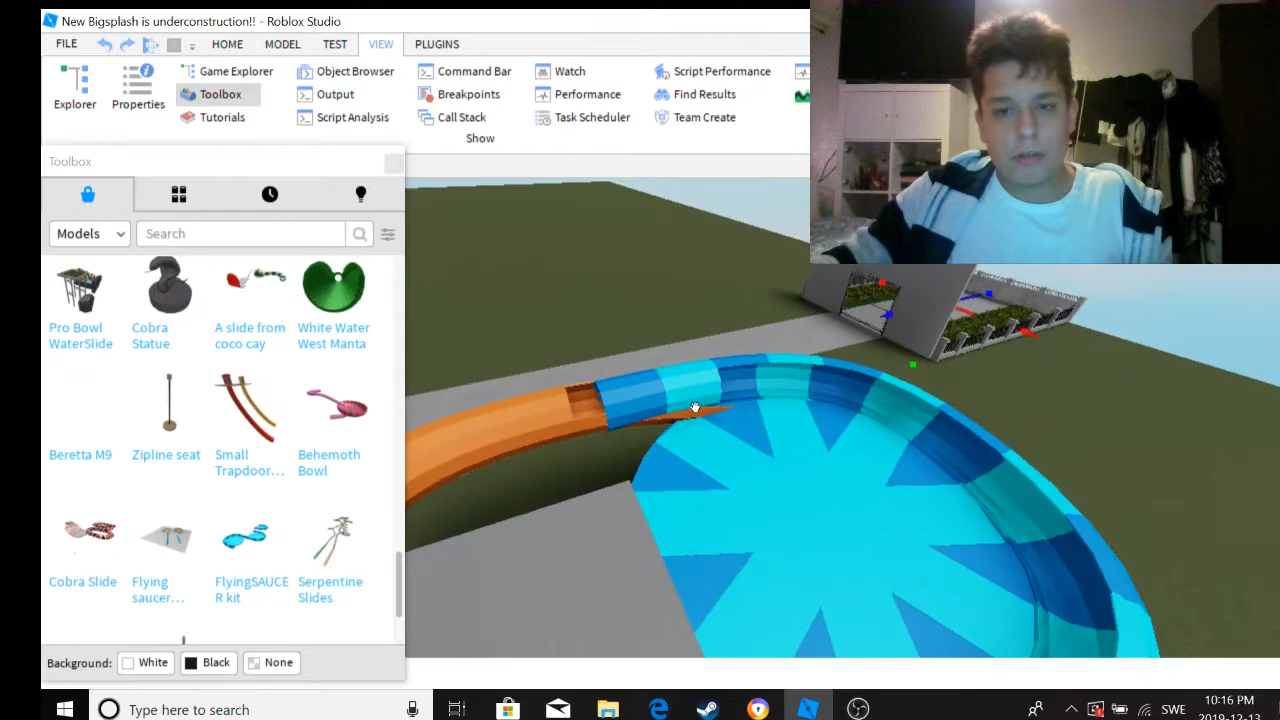 New Bigsplash is underconstruction!! - Roblox Studio
FILE HOME MODEL TEST VIEW PLUGINS
Game Explorer Object Browser Command Bar Watch Script Performance
Explorer Properties Toolbox Output Breakpoints Performance Find Results
Tutorials Script Analysis Call Stack Task Scheduler Team Create
Show
Toolbox
Models Search
Pro Bowl WaterSlide
Cobra Statue
A slide from coco cay
White Water West Manta
Beretta M9
Zipline seat
Small Trapdoor...
Behemoth Bowl
Cobra Slide
Flying saucer...
FlyingSAUCE R kit
Serpentine Slides
Background: White Black None
Type here to search
SWE
10:16 PM
2019-12-13